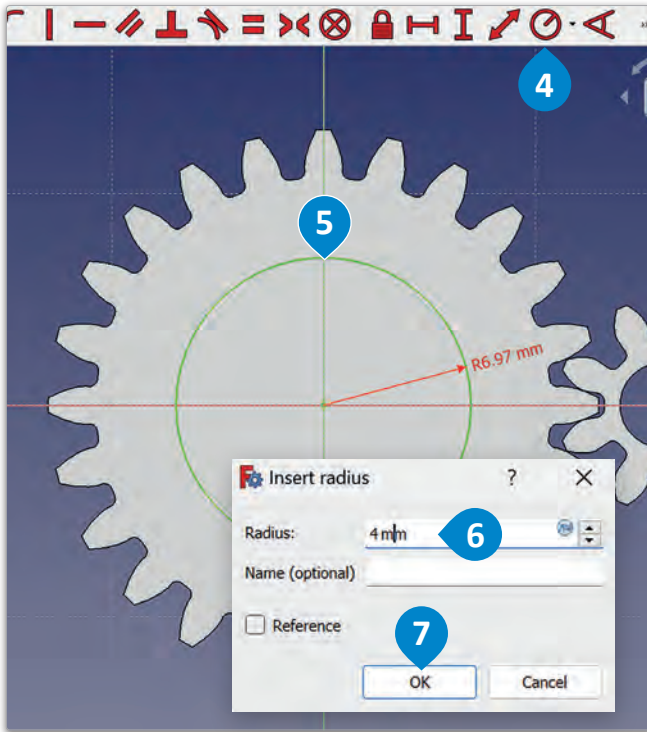 4
5
R6.97 mm
Insert radius
?
Radius:
4 mm
6
Name (optional)
Reference
7
OK
Cancel